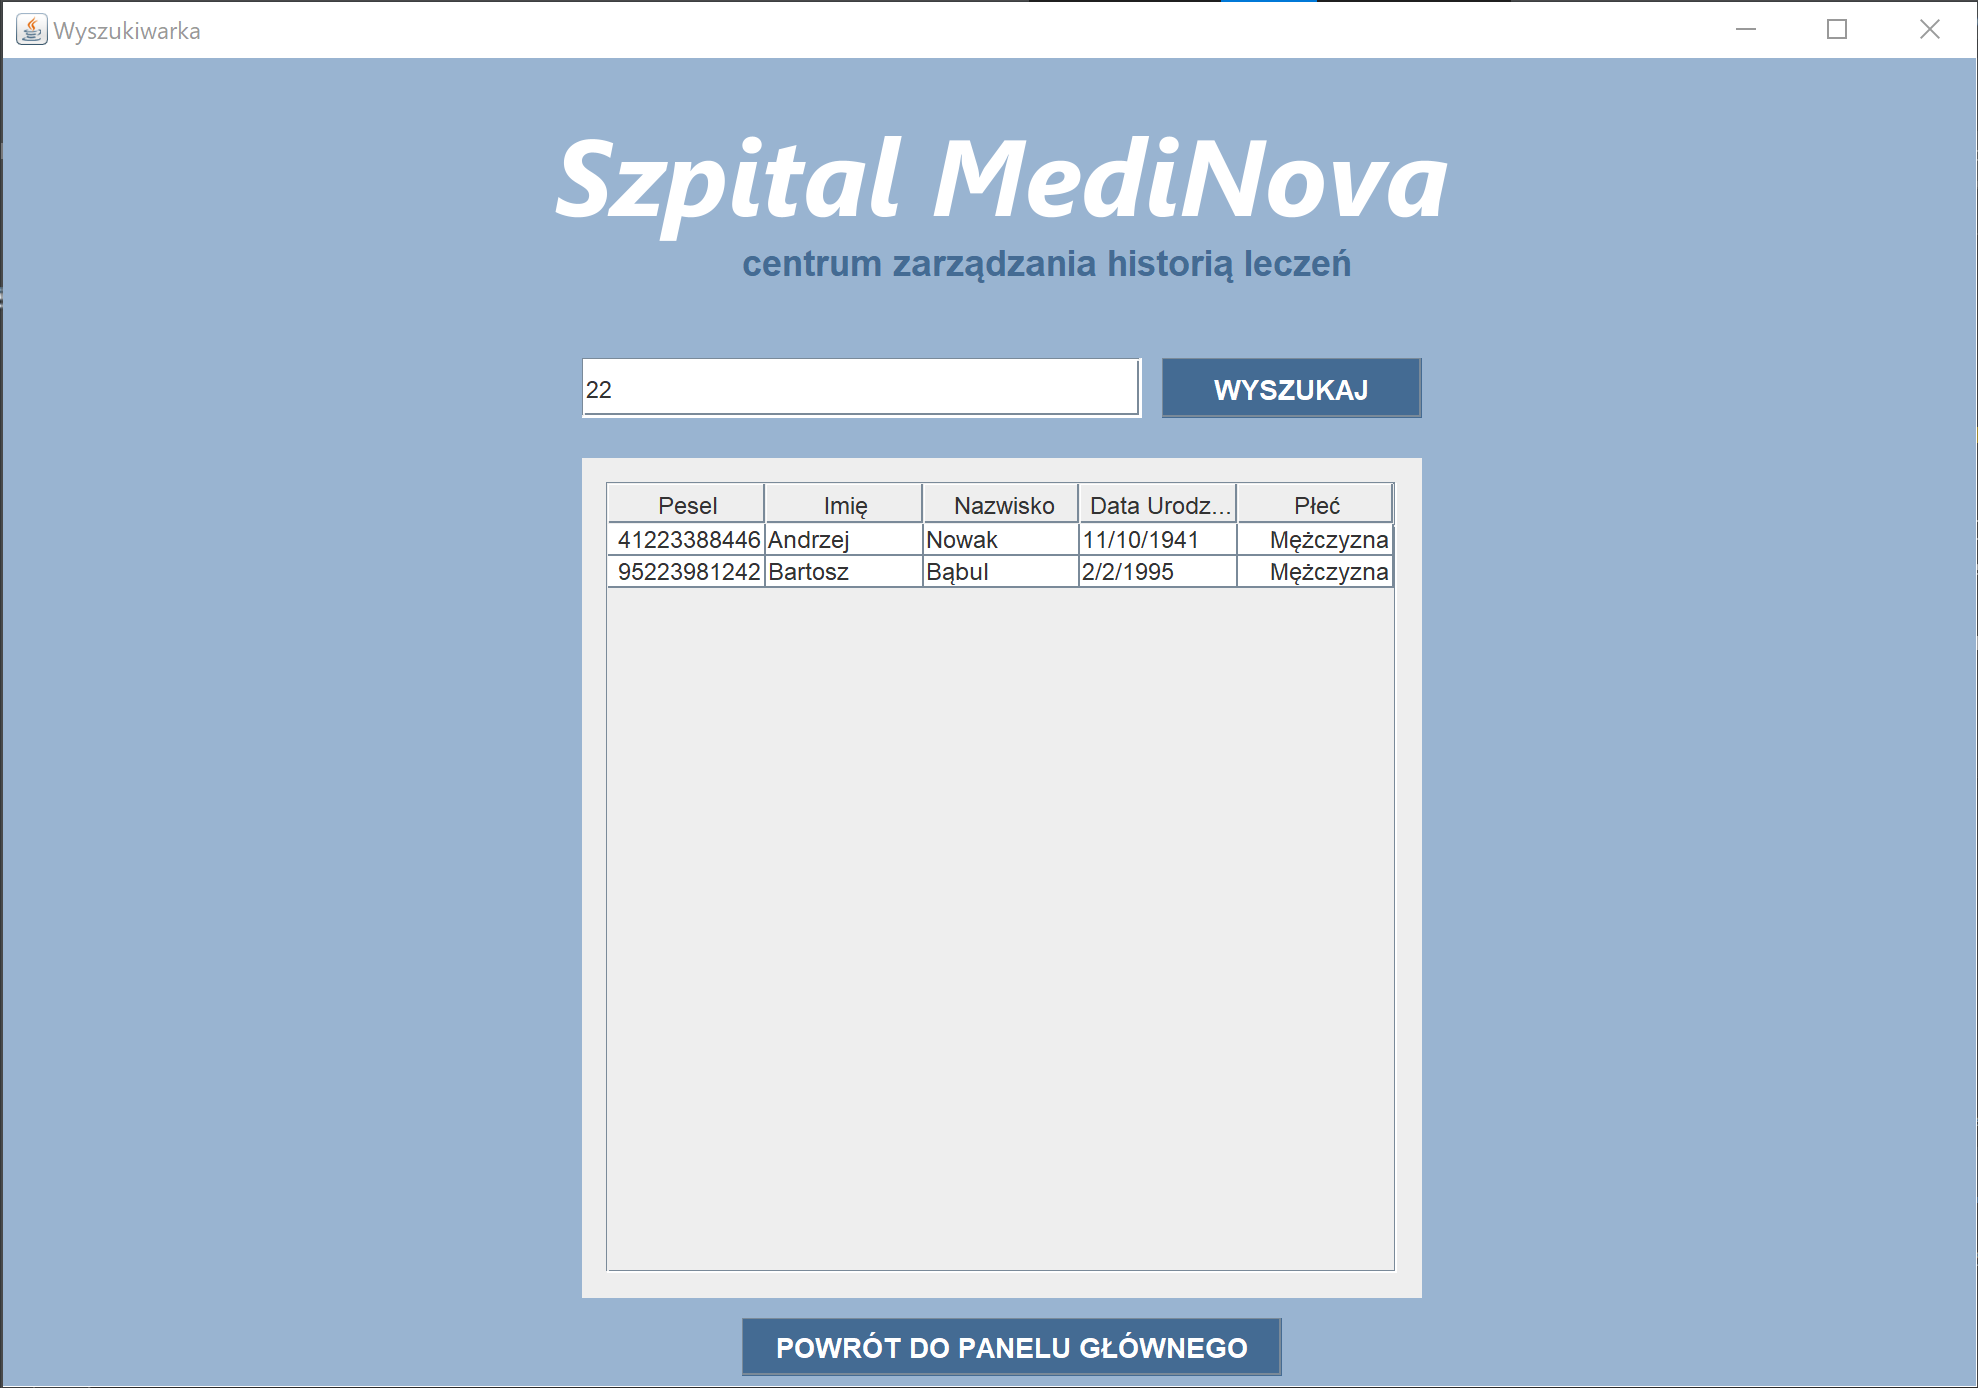 Wyszukiwarka
Szpital MediNova
centrum zarządzania historią leczeń
22 WYSZUKAJ
Pesel Imię Nazwisko Data Urodz... Płeć
41223388446 Andrzej Nowak 11/10/1941 Mężczyzna
95223981242 Bartosz Bąbul 2/2/1995 Mężczyzna
POWRÓT DO PANELU GŁÓWNEGO